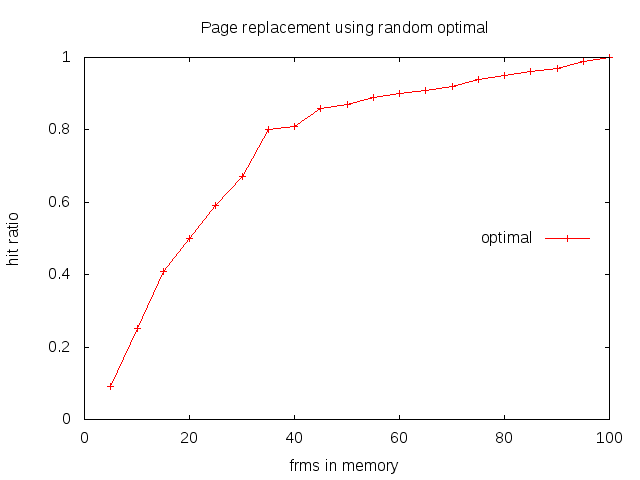 Page replacement using random optimal
1
0.8
0.6
0.4
0.2
0
hit ratio
optimal
0 20 40 60 80 100
frms in memory